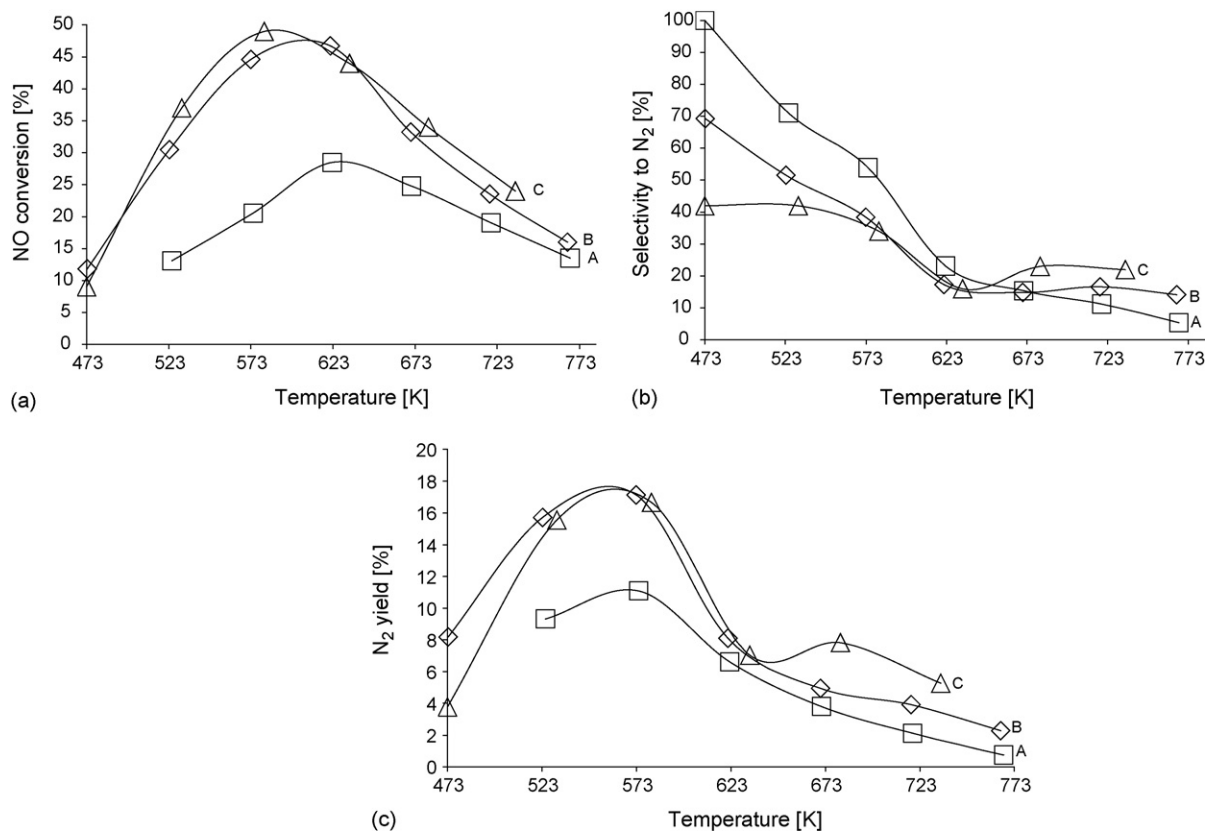 50
45
40
35
30
25
20
15
10
5
0
NO conversion [%]
C
B
A
473 523 573 623 673 723 773
Temperature [K]
(a)
100
90
80
70
60
50
40
30
20
10
0
Selectivity to N2 [%]
C
B
A
473 523 573 623 673 723 773
Temperature [K]
(b)
20
18
16
14
12
10
8
6
4
2
0
N2 yield [%]
C
B
A
473 523 573 623 673 723 773
Temperature [K]
(c)